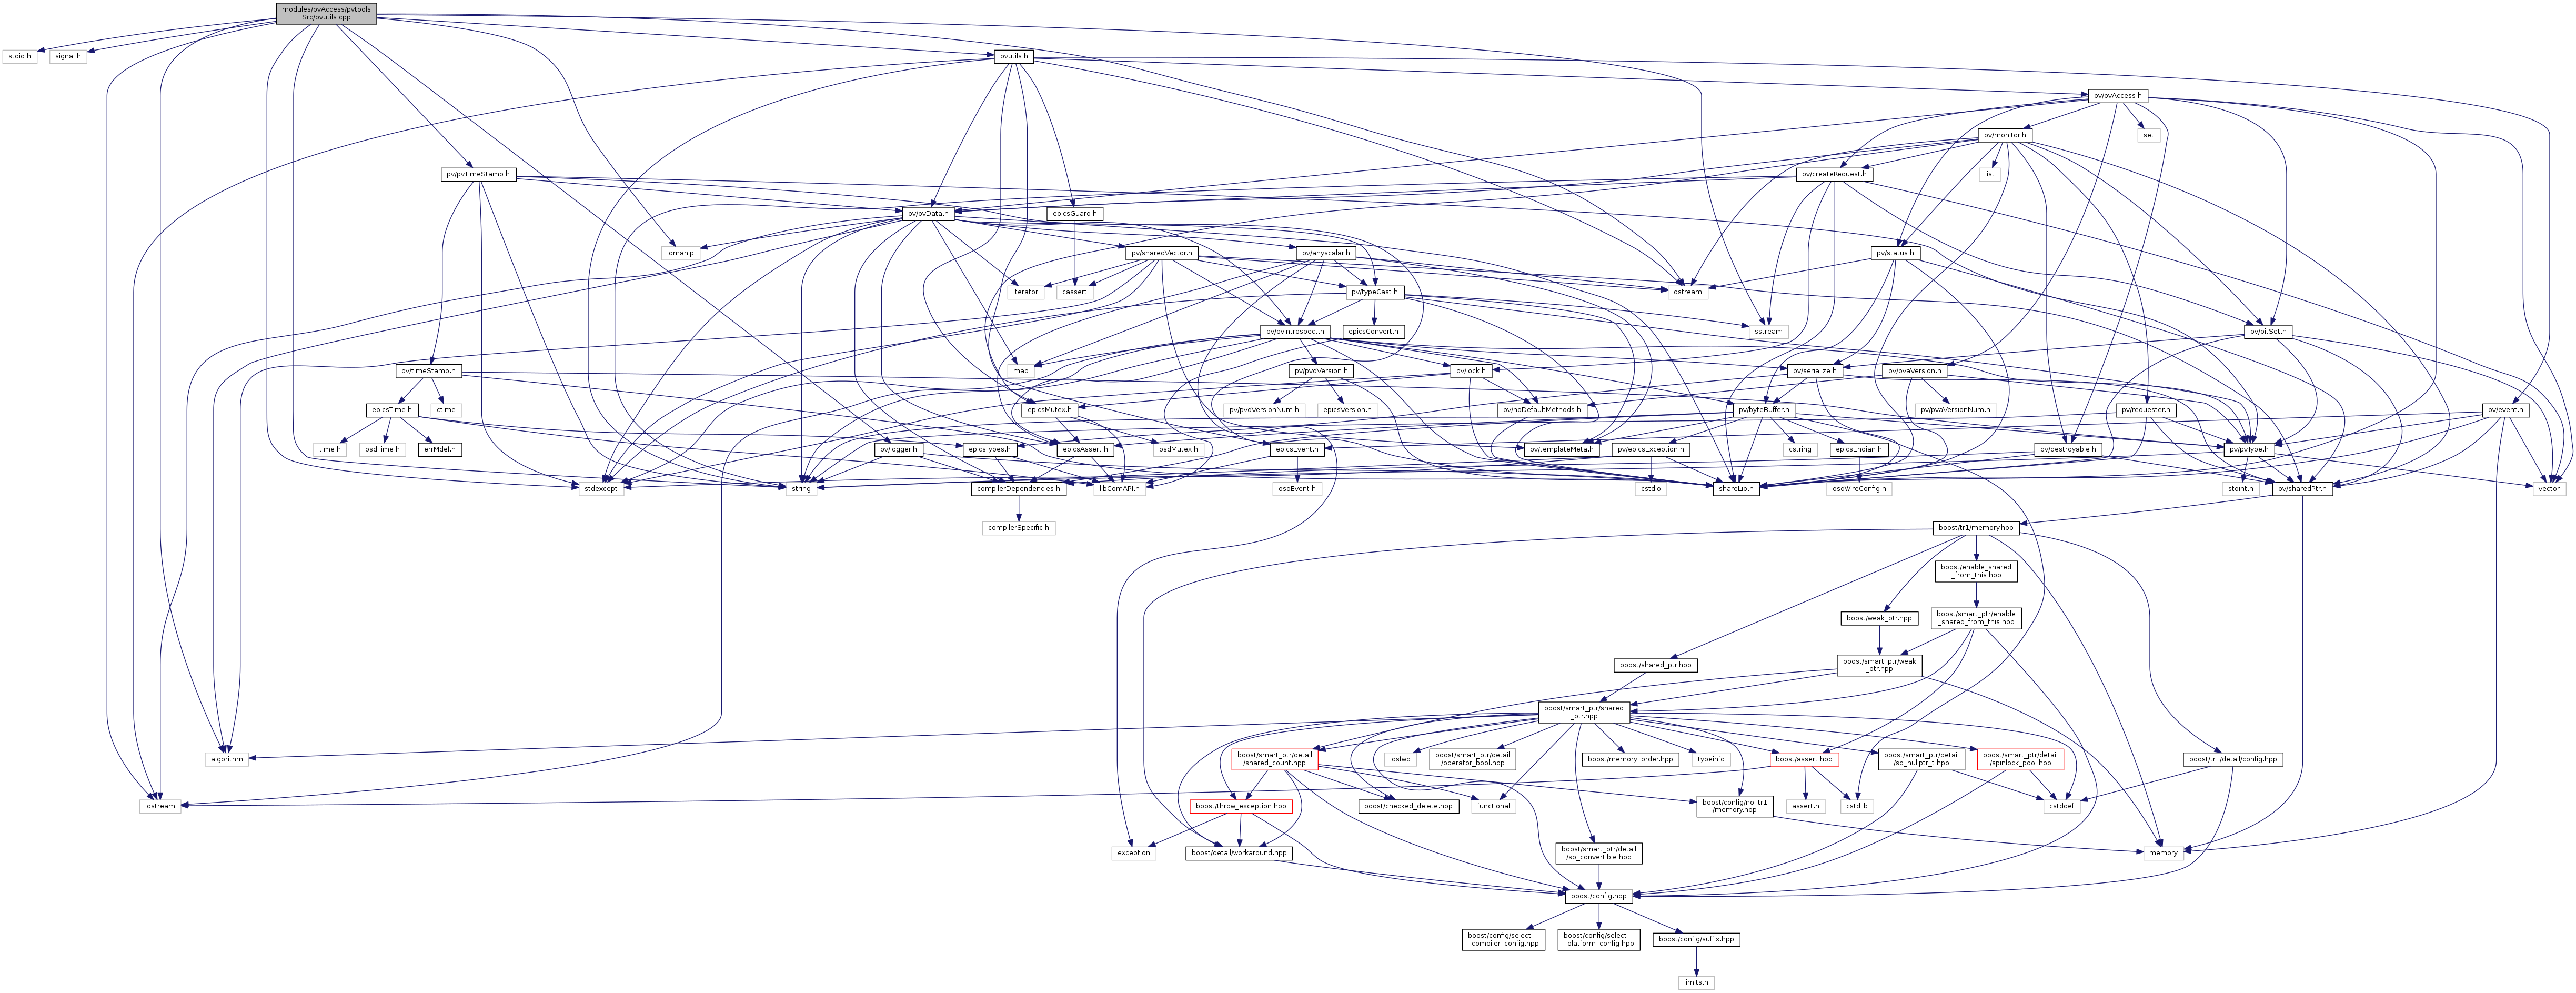 modules/pvAccess/pvtools
Src/pvutils.cpp
stdio.h
signal.h
pvutils.h
pv/pvAccess.h
pv/monitor.h
set
pv/pvTimeStamp.h
list
pv/createRequest.h
pv/pvData.h
epicsGuard.h
iomanip
pv/sharedVector.h
pv/anyscalar.h
pv/status.h
iterator
cassert
pv/typeCast.h
ostream
pv/pvIntrospect.h
epicsConvert.h
sstream
pv/bitSet.h
pv/timeStamp.h
map
pv/pvdVersion.h
pv/lock.h
pv/serialize.h
pv/pvaVersion.h
epicsTime.h
ctime
epicsMutex.h
pv/pvdVersionNum.h
epicsVersion.h
pv/noDefaultMethods.h
pv/byteBuffer.h
pv/pvaVersionNum.h
pv/requester.h
pv/event.h
time.h
osdTime.h
errMdef.h
pv/logger.h
epicsTypes.h
epicsAssert.h
osdMutex.h
epicsEvent.h
pv/templateMeta.h
pv/epicsException.h
cstring
epicsEndian.h
pv/destroyable.h
pv/pvType.h
stdexcept
string
compilerDependencies.h
libComAPI.h
osdEvent.h
cstdio
shareLib.h
osdWireConfig.h
stdint.h
pv/sharedPtr.h
vector
compilerSpecific.h
boost/tr1/memory.hpp
boost/enable_shared
_from_this.hpp
boost/weak_ptr.hpp
boost/smart_ptr/enable
_shared_from_this.hpp
boost/shared_ptr.hpp
boost/smart_ptr/weak
_ptr.hpp
boost/smart_ptr/shared
_ptr.hpp
algorithm
boost/smart_ptr/detail
/shared_count.hpp
iosfwd
boost/smart_ptr/detail
/operator_bool.hpp
boost/memory_order.hpp
typeinfo
boost/assert.hpp
boost/smart_ptr/detail
/sp_nullptr_t.hpp
boost/smart_ptr/detail
/spinlock_pool.hpp
boost/tr1/detail/config.hpp
iostream
boost/throw_exception.hpp
boost/checked_delete.hpp
functional
boost/config/no_tr1
/memory.hpp
assert.h
cstdlib
cstddef
exception
boost/detail/workaround.hpp
boost/smart_ptr/detail
/sp_convertible.hpp
memory
boost/config.hpp
boost/config/select
_compiler_config.hpp
boost/config/select
_platform_config.hpp
boost/config/suffix.hpp
limits.h